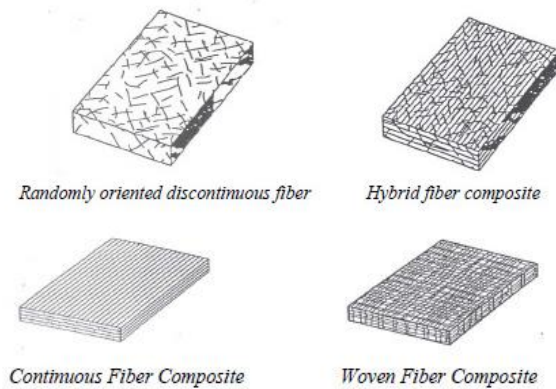 Randomly oriented discontinuous fiber
Hybrid fiber composite
Continuous Fiber Composite
Woven Fiber Composite